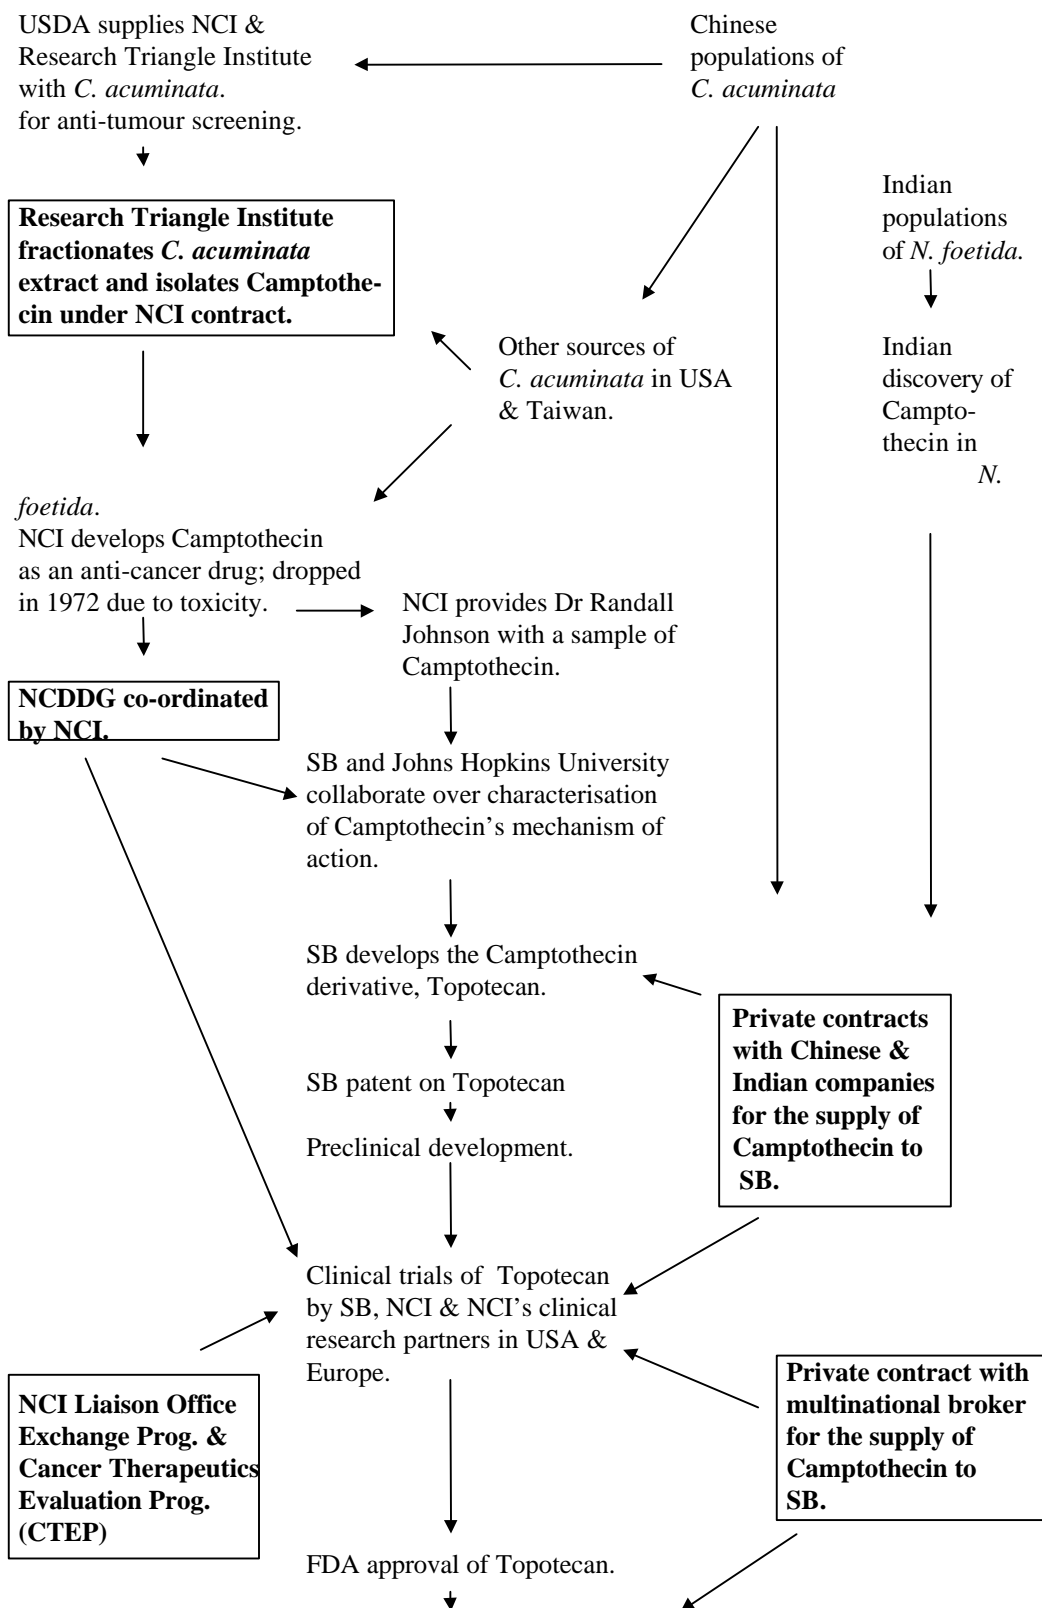 USDA supplies NCI &
Research Triangle Institute
with C. acuminata.
for anti-tumour screening.
Chinese
populations of
C. acuminata
Indian
populations
of N. foetida.
Research Triangle Institute
fractionates C. acuminata
extract and isolates Camptothe-
cin under NCI contract.
Other sources of
C. acuminata in USA
& Taiwan.
Indian
discovery of
Campto-
thecin in
N.
foetida.
NCI develops Camptothecin
as an anti-cancer drug; dropped
in 1972 due to toxicity.
NCI provides Dr Randall
Johnson with a sample of
Camptothecin.
NCDDG co-ordinated
by NCI.
SB and Johns Hopkins University
collaborate over characterisation
of Camptothecin's mechanism of
action.
SB develops the Camptothecin
derivative, Topotecan.
Private contracts
with Chinese &
Indian companies
for the supply of
Camptothecin to
SB.
SB patent on Topotecan
Preclinical development.
Clinical trials of Topotecan
by SB, NCI & NCI's clinical
research partners in USA &
Europe.
NCI Liaison Office
Exchange Prog. &
Cancer Therapeutics
Evaluation Prog.
(CTEP)
Private contract with
multinational broker
for the supply of
Camptothecin to
SB.
FDA approval of Topotecan.